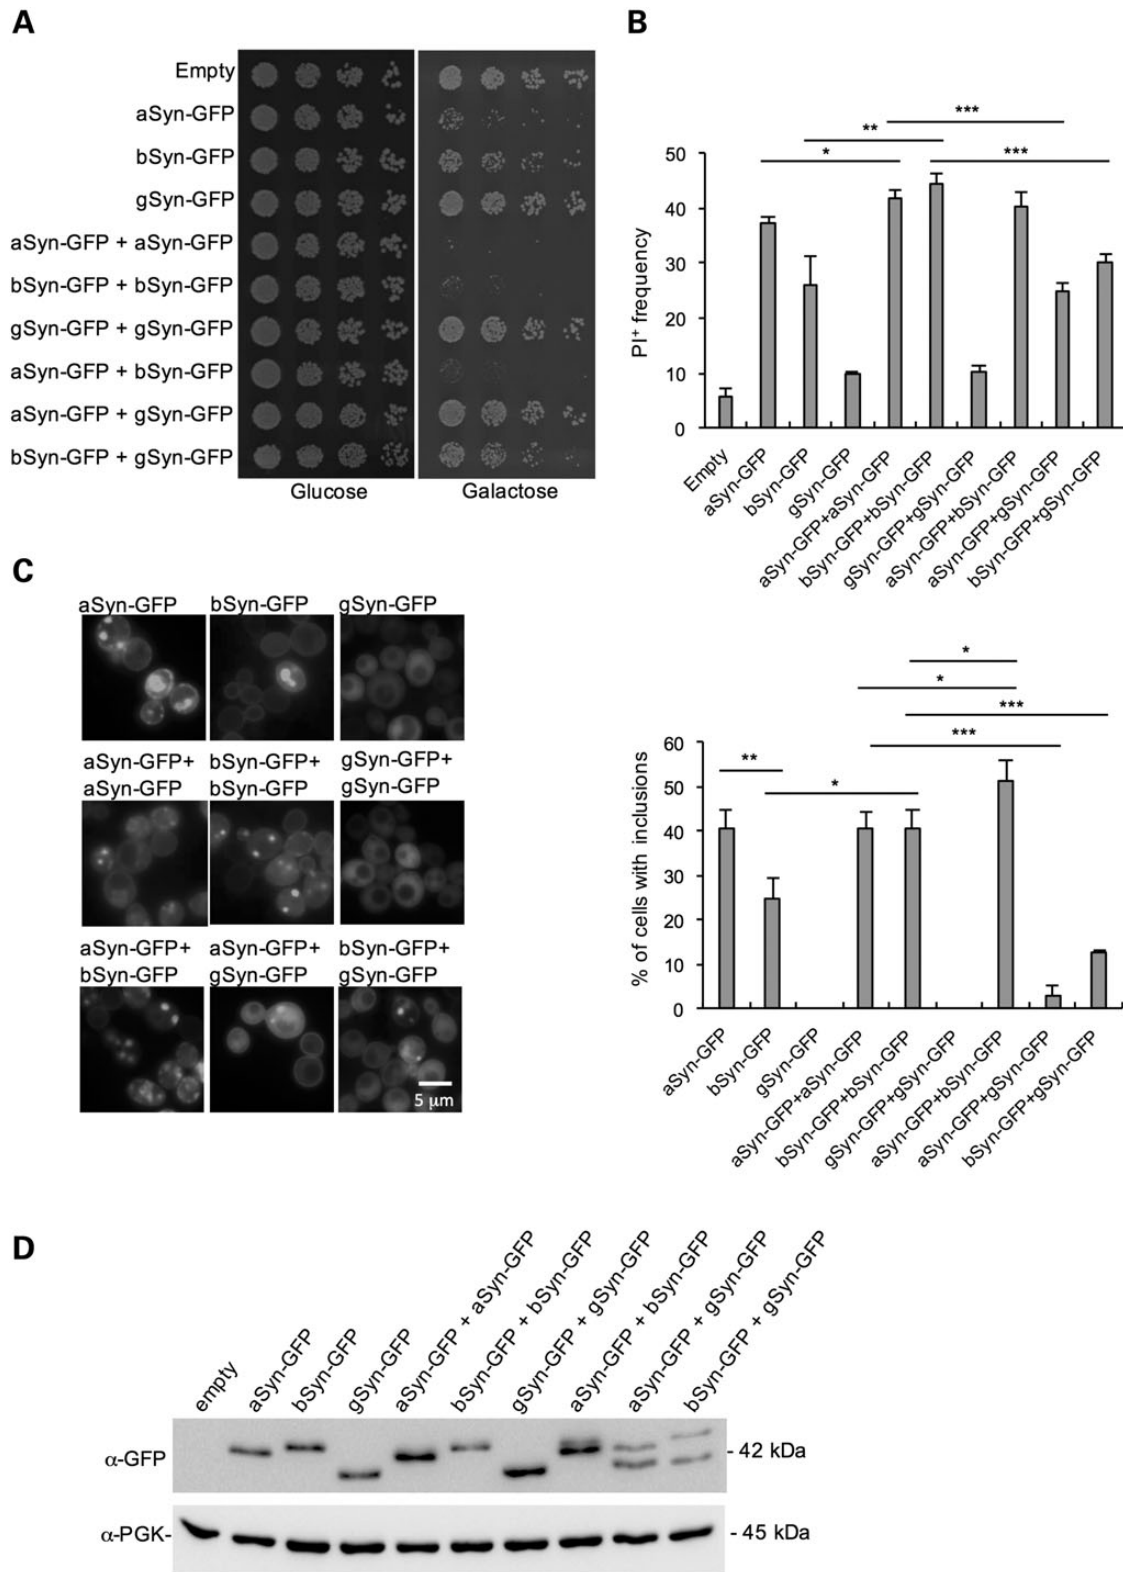 A
Empty
aSyn-GFP
bSyn-GFP
gSyn-GFP
aSyn-GFP + aSyn-GFP
bSyn-GFP + bSyn-GFP
gSyn-GFP + gSyn-GFP
aSyn-GFP + bSyn-GFP
aSyn-GFP + gSyn-GFP
bSyn-GFP + gSyn-GFP
Glucose
Galactose
B
***
**
*
***
50
40
30
20
10
0
PI+ frequency
Empty
aSyn-GFP
bSyn-GFP
gSyn-GFP
aSyn-GFP+aSyn-GFP
bSyn-GFP+bSyn-GFP
gSyn-GFP+gSyn-GFP
aSyn-GFP+bSyn-GFP
aSyn-GFP+gSyn-GFP
bSyn-GFP+gSyn-GFP
C
aSyn-GFP
bSyn-GFP
gSyn-GFP
aSyn-GFP+
aSyn-GFP
bSyn-GFP+
bSyn-GFP
gSyn-GFP+
gSyn-GFP
aSyn-GFP+
bSyn-GFP
aSyn-GFP+
gSyn-GFP
bSyn-GFP+
gSyn-GFP
5 μm
*
*
***
***
**
*
60
50
40
30
20
10
0
% of cells with inclusions
aSyn-GFP
bSyn-GFP
gSyn-GFP
aSyn-GFP+aSyn-GFP
bSyn-GFP+bSyn-GFP
gSyn-GFP+gSyn-GFP
aSyn-GFP+bSyn-GFP
aSyn-GFP+gSyn-GFP
bSyn-GFP+gSyn-GFP
D
empty
aSyn-GFP
bSyn-GFP
gSyn-GFP
aSyn-GFP + aSyn-GFP
bSyn-GFP + bSyn-GFP
gSyn-GFP + gSyn-GFP
aSyn-GFP + bSyn-GFP
aSyn-GFP + gSyn-GFP
bSyn-GFP + gSyn-GFP
α-GFP
- 42 kDa
α-PGK-
- 45 kDa